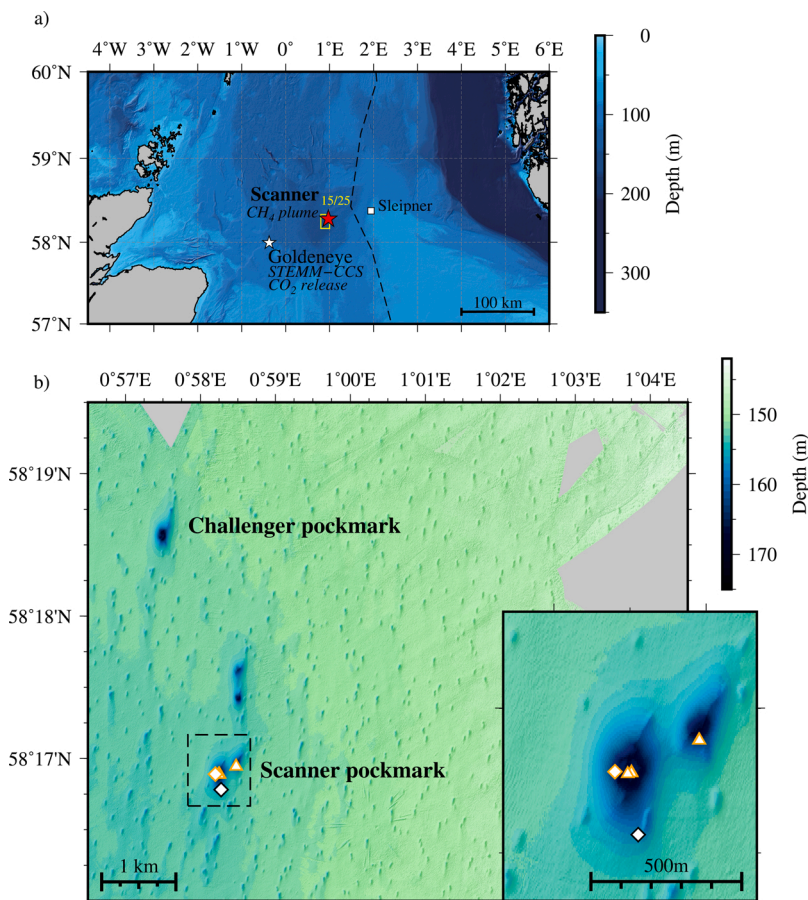 a)
4°W 3°W 2°W 1°W 0° 1°E 2°E 3°E 4°E 5°E 6°E
60°N
59°N
58°N
57°N
Scanner
15/25
CH₄ plume
Sleipner
Goldeneye
STEMM-CCS
CO₂ release
100 km
0
100
200
300
Depth (m)
b)
0°57'E 0°58'E 0°59'E 1°00'E 1°01'E 1°02'E 1°03'E 1°04'E
58°19'N
58°18'N
58°17'N
Challenger pockmark
Scanner pockmark
1 km
500m
150
160
170
Depth (m)